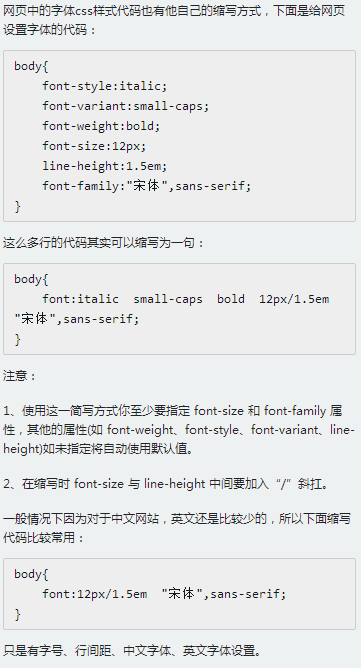 网页中的字体css样式代码也有他自己的缩写方式，下面是给网页
设置字体的代码：
body{
    font-style:italic;
    font-variant:small-caps;
    font-weight:bold;
    font-size:12px;
    line-height:1.5em;
    font-family:"宋体",sans-serif;
}
这么多行的代码其实可以缩写为一句：
body{
    font:italic  small-caps  bold  12px/1.5em
"宋体",sans-serif;
}
注意：
1、使用这一简写方式你至少要指定 font-size 和 font-family 属
性，其他的属性(如 font-weight、font-style、font-variant、line-
height)如未指定将自动使用默认值。
2、在缩写时 font-size 与 line-height 中间要加入“/”斜扛。
一般情况下因为对于中文网站，英文还是比较少的，所以下面缩写
代码比较常用：
body{
    font:12px/1.5em  "宋体",sans-serif;
}
只是有字号、行间距、中文字体、英文字体设置。